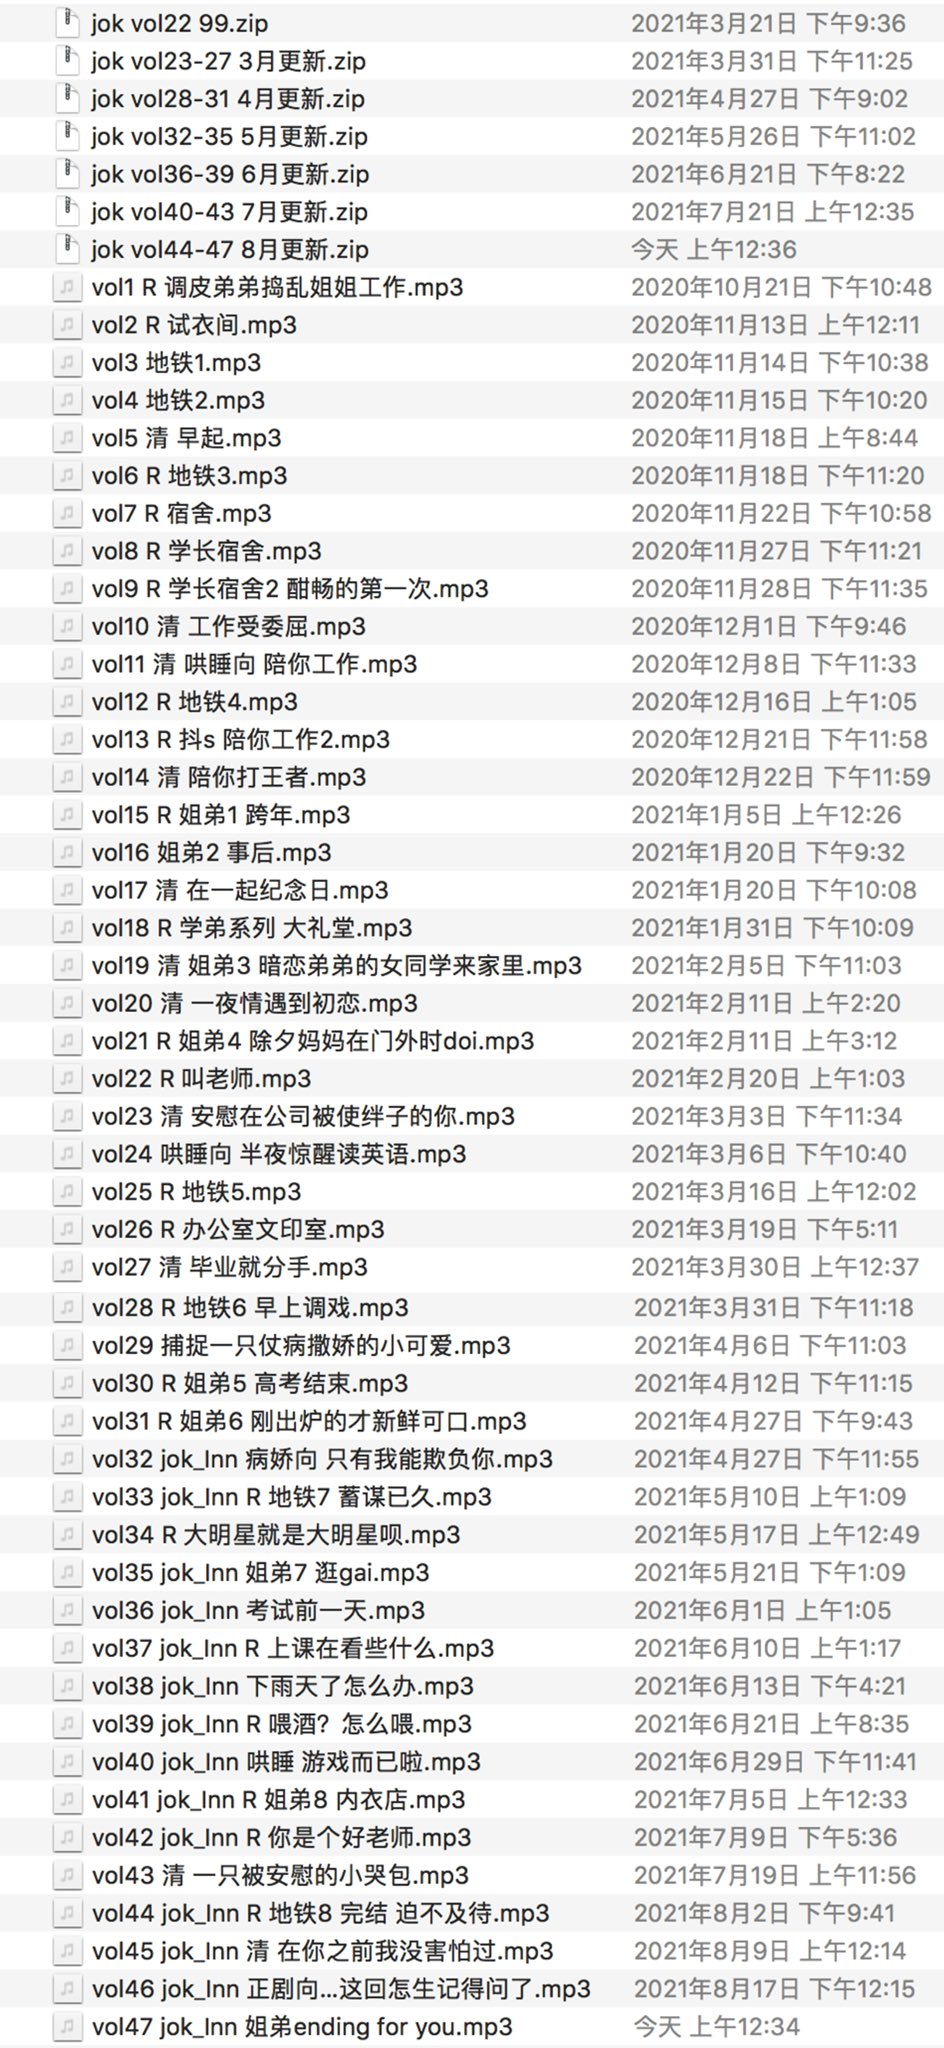 jok vol22 99.zip 2021年3月21日 下午9:36
jok vol23-27 3月更新.zip 2021年3月31日 下午11:25
jok vol28-31 4月更新.zip 2021年4月27日 下午9:02
jok vol32-35 5月更新.zip 2021年5月26日 下午11:02
jok vol36-39 6月更新.zip 2021年6月21日 下午8:22
jok vol40-43 7月更新.zip 2021年7月21日 上午12:35
jok vol44-47 8月更新.zip 今天 上午12:36
vol1 R 调皮弟弟捣乱姐姐工作.mp3 2020年10月21日 下午10:48
vol2 R 试衣间.mp3 2020年11月13日 上午12:11
vol3 地铁1.mp3 2020年11月14日 下午10:38
vol4 地铁2.mp3 2020年11月15日 下午10:20
vol5 清 早起.mp3 2020年11月18日 上午8:44
vol6 R 地铁3.mp3 2020年11月18日 下午11:20
vol7 R 宿舍.mp3 2020年11月22日 下午10:58
vol8 R 学长宿舍.mp3 2020年11月27日 下午11:21
vol9 R 学长宿舍2 酣畅的第一次.mp3 2020年11月28日 下午11:35
vol10 清 工作受委屈.mp3 2020年12月1日 下午9:46
vol11 清 哄睡向 陪你工作.mp3 2020年12月8日 下午11:33
vol12 R 地铁4.mp3 2020年12月16日 上午1:05
vol13 R 抖s 陪你工作2.mp3 2020年12月21日 下午11:58
vol14 清 陪你打王者.mp3 2020年12月22日 下午11:59
vol15 R 姐弟1 跨年.mp3 2021年1月5日 上午12:26
vol16 姐弟2 事后.mp3 2021年1月20日 下午9:32
vol17 清 在一起纪念日.mp3 2021年1月20日 下午10:08
vol18 R 学弟系列 大礼堂.mp3 2021年1月31日 下午10:09
vol19 清 姐弟3 暗恋弟弟的女同学来家里.mp3 2021年2月5日 下午11:03
vol20 清 一夜情遇到初恋.mp3 2021年2月11日 上午2:20
vol21 R 姐弟4 除夕妈妈在门外时doi.mp3 2021年2月11日 上午3:12
vol22 R 叫老师.mp3 2021年2月20日 上午1:03
vol23 清 安慰在公司被使绊子的你.mp3 2021年3月3日 下午11:34
vol24 哄睡向 半夜惊醒读英语.mp3 2021年3月6日 下午10:40
vol25 R 地铁5.mp3 2021年3月16日 上午12:02
vol26 R 办公室文印室.mp3 2021年3月19日 下午5:11
vol27 清 毕业就分手.mp3 2021年3月30日 上午12:37
vol28 R 地铁6 早上调戏.mp3 2021年3月31日 下午11:18
vol29 捕捉一只仗病撒娇的小可爱.mp3 2021年4月6日 下午11:03
vol30 R 姐弟5 高考结束.mp3 2021年4月12日 下午11:15
vol31 R 姐弟6 刚出炉的才新鲜可口.mp3 2021年4月27日 下午9:43
vol32 jok_Inn 病娇向 只有我能欺负你.mp3 2021年4月27日 下午11:55
vol33 jok_Inn R 地铁7 蓄谋已久.mp3 2021年5月10日 上午1:09
vol34 R 大明星就是大明星呗.mp3 2021年5月17日 上午12:49
vol35 jok_Inn 姐弟7 逛gai.mp3 2021年5月21日 下午1:09
vol36 jok_Inn 考试前一天.mp3 2021年6月1日 上午1:05
vol37 jok_Inn R 上课在看些什么.mp3 2021年6月10日 上午1:17
vol38 jok_Inn 下雨天了怎么办.mp3 2021年6月13日 下午4:21
vol39 jok_Inn R 喂酒？怎么喂.mp3 2021年6月21日 上午8:35
vol40 jok_Inn 哄睡 游戏而已啦.mp3 2021年6月29日 下午11:41
vol41 jok_Inn R 姐弟8 内衣店.mp3 2021年7月5日 上午12:33
vol42 jok_Inn R 你是个好老师.mp3 2021年7月9日 下午5:36
vol43 清 一只被安慰的小哭包.mp3 2021年7月19日 上午11:56
vol44 jok_Inn R 地铁8 完结 迫不及待.mp3 2021年8月2日 下午9:41
vol45 jok_Inn 清 在你之前我没害怕过.mp3 2021年8月9日 上午12:14
vol46 jok_Inn 正剧向...这回怎生记得问了.mp3 2021年8月17日 下午12:15
vol47 jok_Inn 姐弟ending for you.mp3 今天 上午12:34